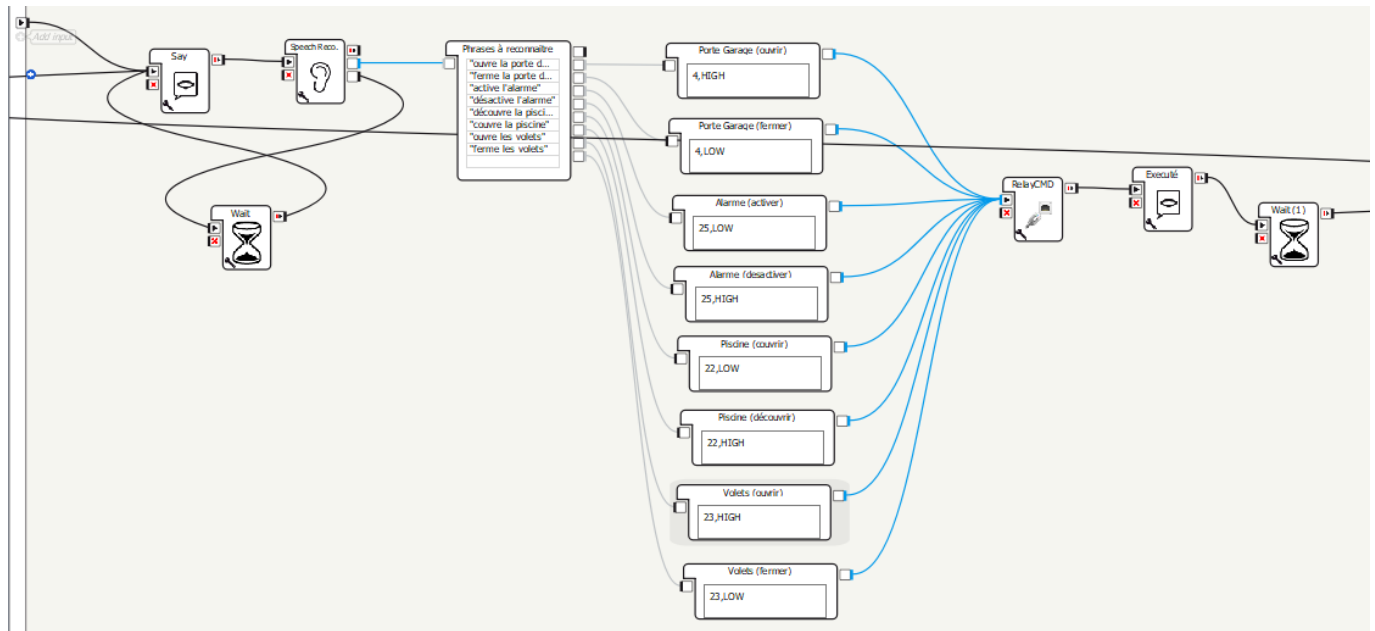 Add input
Say
Speech Reco.
Phrases à reconnaître
"ouvre la porte d...
"ferme la porte d...
"active l'alarme"
"désactive l'alarme"
"découvre la pisci...
"couvre la piscine"
"ouvre les volets"
"ferme les volets"
Wait
Porte Garage (ouvrir)
4,HIGH
Porte Garage (fermer)
4,LOW
Alarme (activer)
25,LOW
Alarme (desactiver)
25,HIGH
Piscine (couvrir)
22,LOW
Piscine (découvrir)
22,HIGH
Volets (ouvrir)
23,HIGH
Volets (fermer)
23,LOW
RelayCMD
Executé
Wait (1)